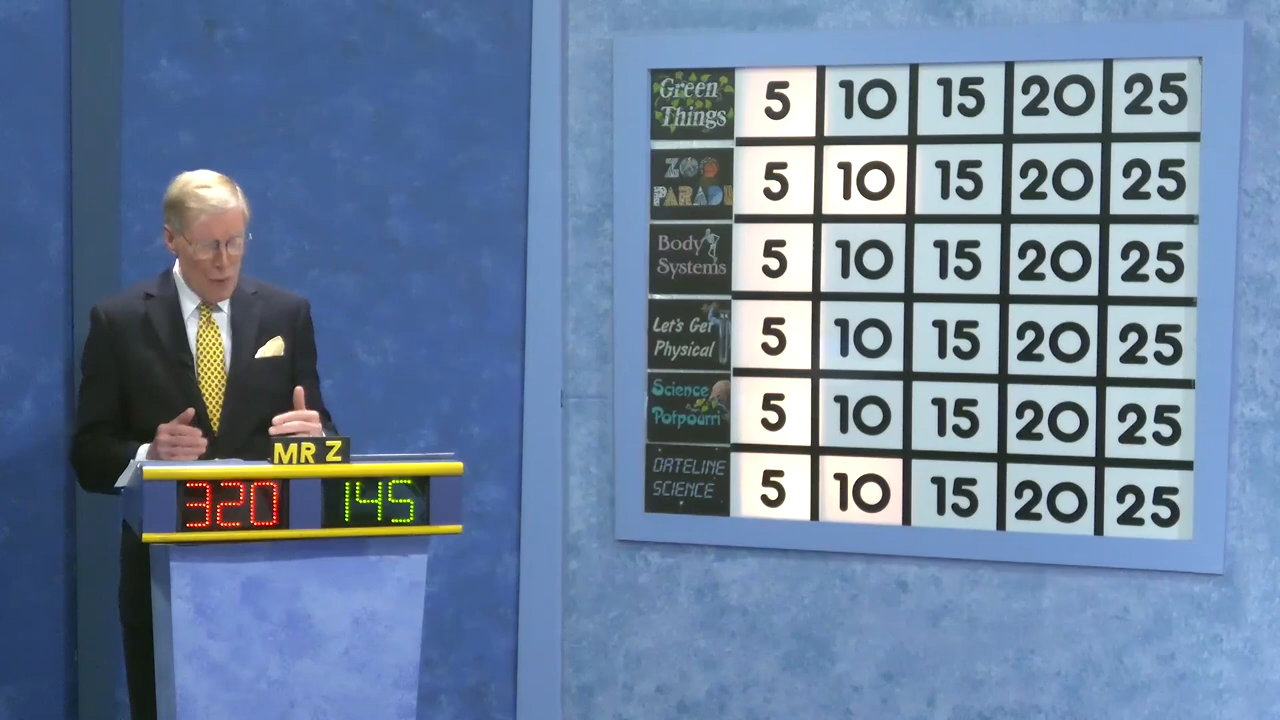 Green Things 5 10 15 20 25
ZOO PARADE 5 10 15 20 25
Body Systems 5 10 15 20 25
Let's Get Physical 5 10 15 20 25
Science Potpourri 5 10 15 20 25
DATELINE SCIENCE 5 10 15 20 25
MR Z
320 145